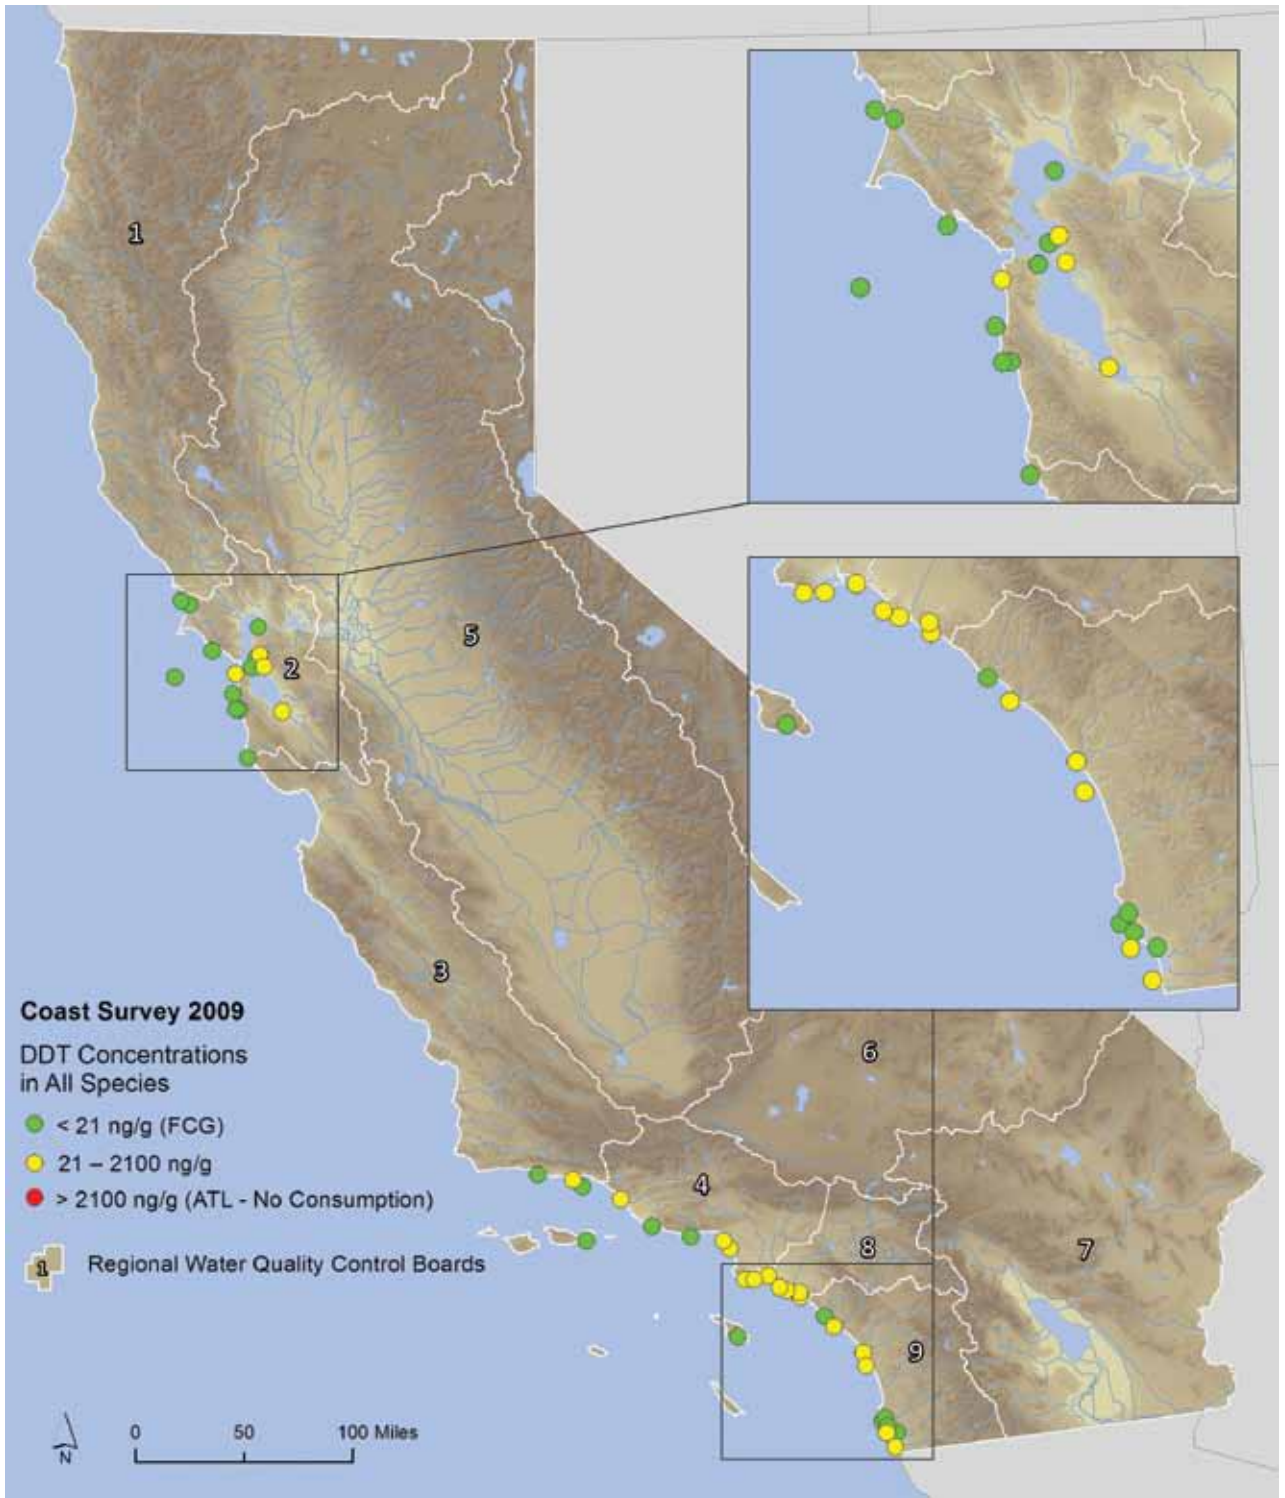 1
2
5
3
6
4
8
7
9
Coast Survey 2009
DDT Concentrations
in All Species
< 21 ng/g (FCG)
21 – 2100 ng/g
> 2100 ng/g (ATL - No Consumption)
1
Regional Water Quality Control Boards
N
0 50 100 Miles